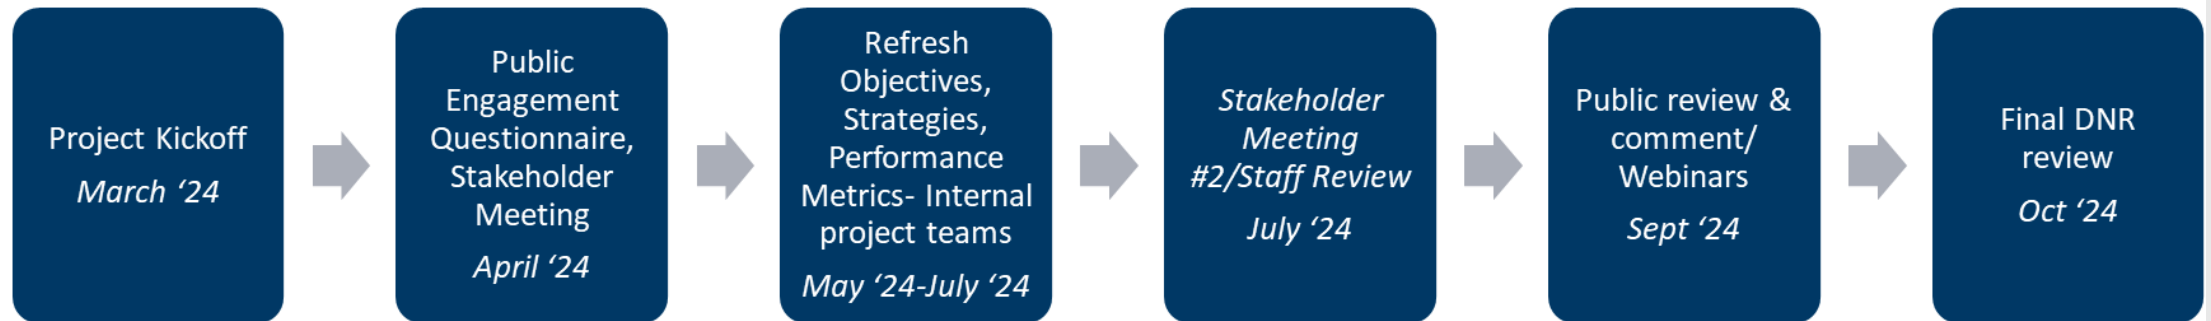 Project Kickoff
March ‘24
Public
Engagement
Questionnaire,
Stakeholder
Meeting
April ‘24
Refresh
Objectives,
Strategies,
Performance
Metrics- Internal
project teams
May ‘24-July ‘24
Stakeholder
Meeting
#2/Staff Review
July ‘24
Public review &
comment/
Webinars
Sept ‘24
Final DNR
review
Oct ‘24